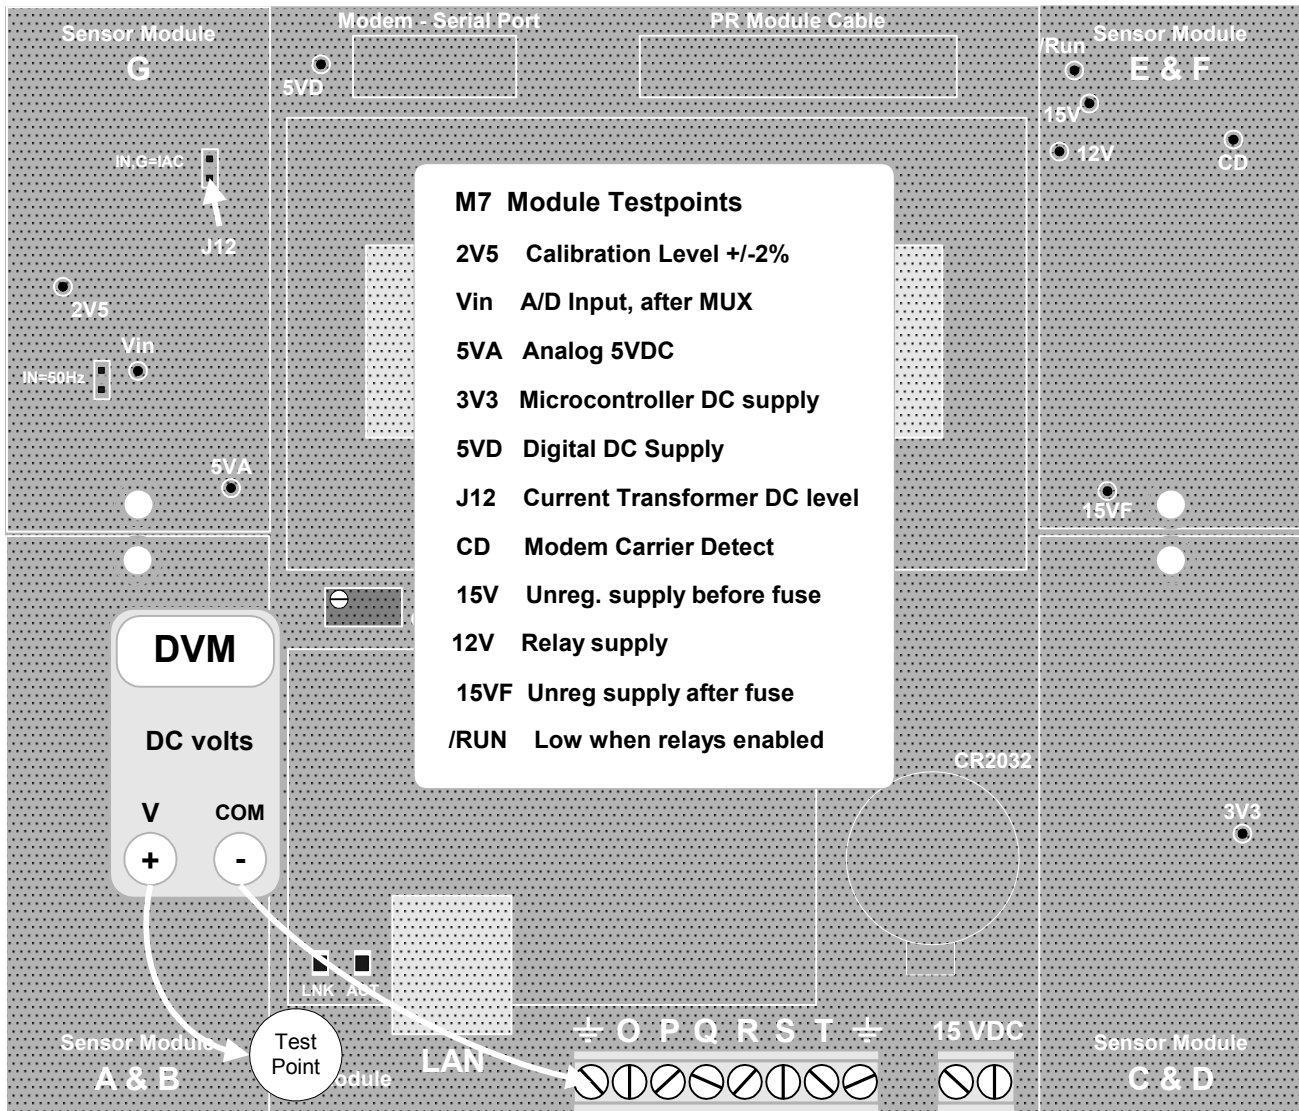 Modem - Serial Port
PR Module Cable
Sensor Module
G
5VD
/Run
Sensor Module
E & F
15V
12V
CD
IN,G=IAC
J12
2V5
Vin
IN=50Hz
5VA
15VF
M7 Module Testpoints
2V5 Calibration Level +/-2%
Vin A/D Input, after MUX
5VA Analog 5VDC
3V3 Microcontroller DC supply
5VD Digital DC Supply
J12 Current Transformer DC level
CD Modem Carrier Detect
15V Unreg. supply before fuse
12V Relay supply
15VF Unreg supply after fuse
/RUN Low when relays enabled
DVM
DC volts
V COM
+ -
CR2032
3V3
LNK ACT
Test
Point
Sensor Module
A & B
LAN
O P Q R S T
15 VDC
Sensor Module
C & D